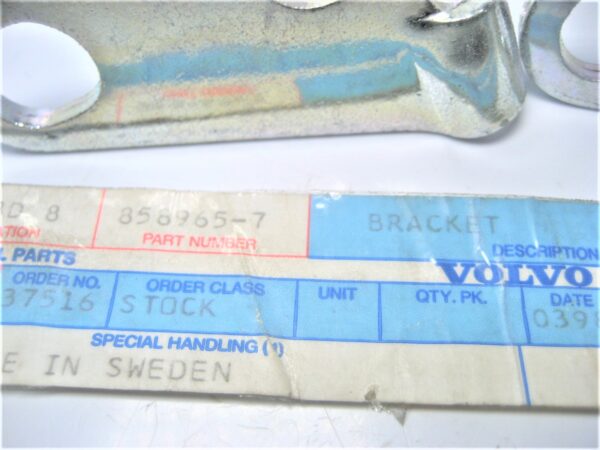 D 8 858965-7 BRACKET
ATION PART NUMBER DESCRIPTION
L PARTS VOLVO
ORDER NO. ORDER CLASS UNIT QTY. PK. DATE
37516 STOCK 039
SPECIAL HANDLING (1)
E IN SWEDEN